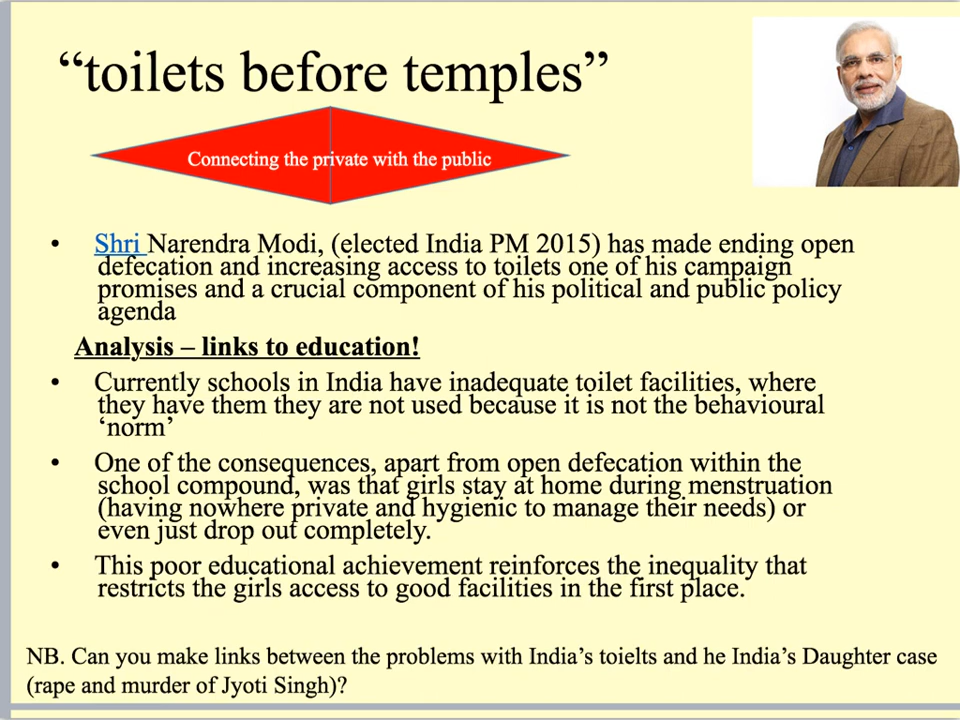 “toilets before temples”
Connecting the private with the public
• Shri Narendra Modi, (elected India PM 2015) has made ending open
defecation and increasing access to toilets one of his campaign
promises and a crucial component of his political and public policy
agenda
Analysis – links to education!
• Currently schools in India have inadequate toilet facilities, where
they have them they are not used because it is not the behavioural
‘norm’
• One of the consequences, apart from open defecation within the
school compound, was that girls stay at home during menstruation
(having nowhere private and hygienic to manage their needs) or
even just drop out completely.
• This poor educational achievement reinforces the inequality that
restricts the girls access to good facilities in the first place.
NB. Can you make links between the problems with India’s toielts and he India’s Daughter case
(rape and murder of Jyoti Singh)?